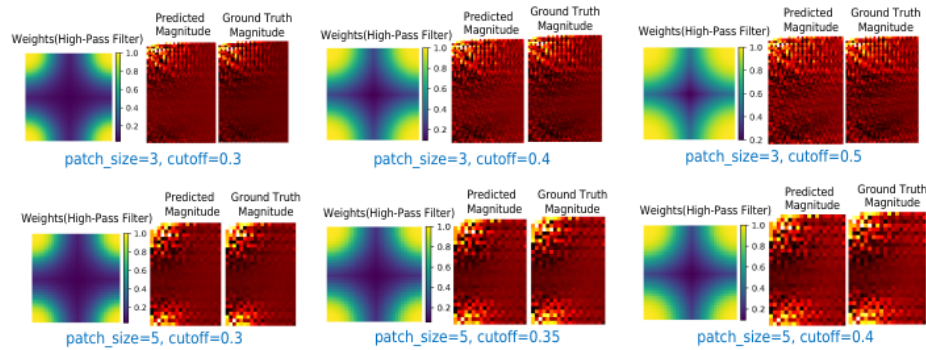 Weights(High-Pass Filter)
Predicted
Magnitude
Ground Truth
Magnitude
1.0
0.8
0.6
0.4
0.2
patch_size=3, cutoff=0.3
Weights(High-Pass Filter)
Predicted
Magnitude
Ground Truth
Magnitude
1.0
0.8
0.6
0.4
0.2
patch_size=3, cutoff=0.4
Weights(High-Pass Filter)
Predicted
Magnitude
Ground Truth
Magnitude
1.0
0.8
0.6
0.4
0.2
patch_size=3, cutoff=0.5
Weights(High-Pass Filter)
Predicted
Magnitude
Ground Truth
Magnitude
1.0
0.8
0.6
0.4
0.2
patch_size=5, cutoff=0.3
Weights(High-Pass Filter)
Predicted
Magnitude
Ground Truth
Magnitude
1.0
0.8
0.6
0.4
0.2
patch_size=5, cutoff=0.35
Weights(High-Pass Filter)
Predicted
Magnitude
Ground Truth
Magnitude
1.0
0.8
0.6
0.4
0.2
patch_size=5, cutoff=0.4